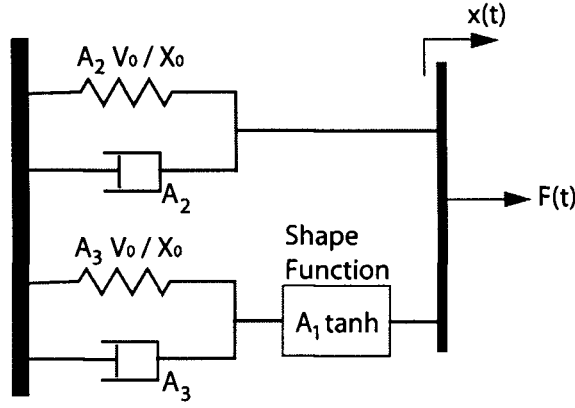 x(t)
A₂ V₀ / X₀
A₂
F(t)
A₃ V₀ / X₀
Shape
Function
A₁ tanh
A₃